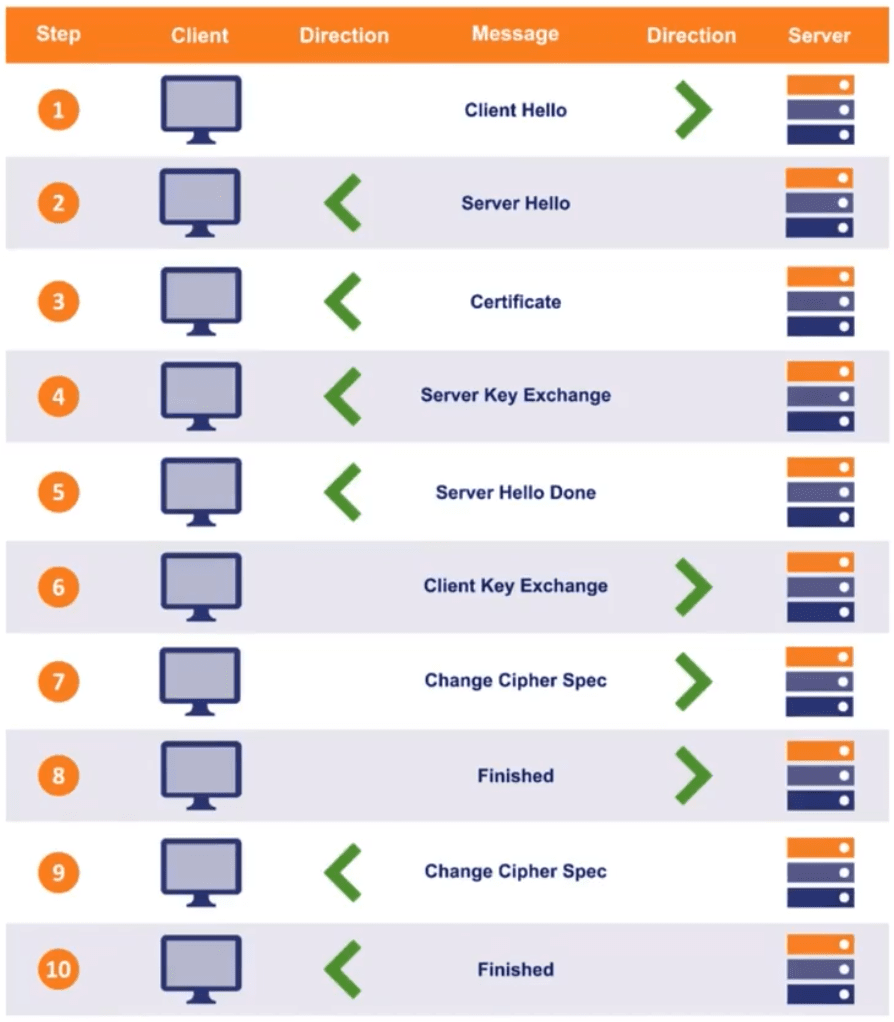 Step Client Direction Message Direction Server
1 Client Hello
2 Server Hello
3 Certificate
4 Server Key Exchange
5 Server Hello Done
6 Client Key Exchange
7 Change Cipher Spec
8 Finished
9 Change Cipher Spec
10 Finished